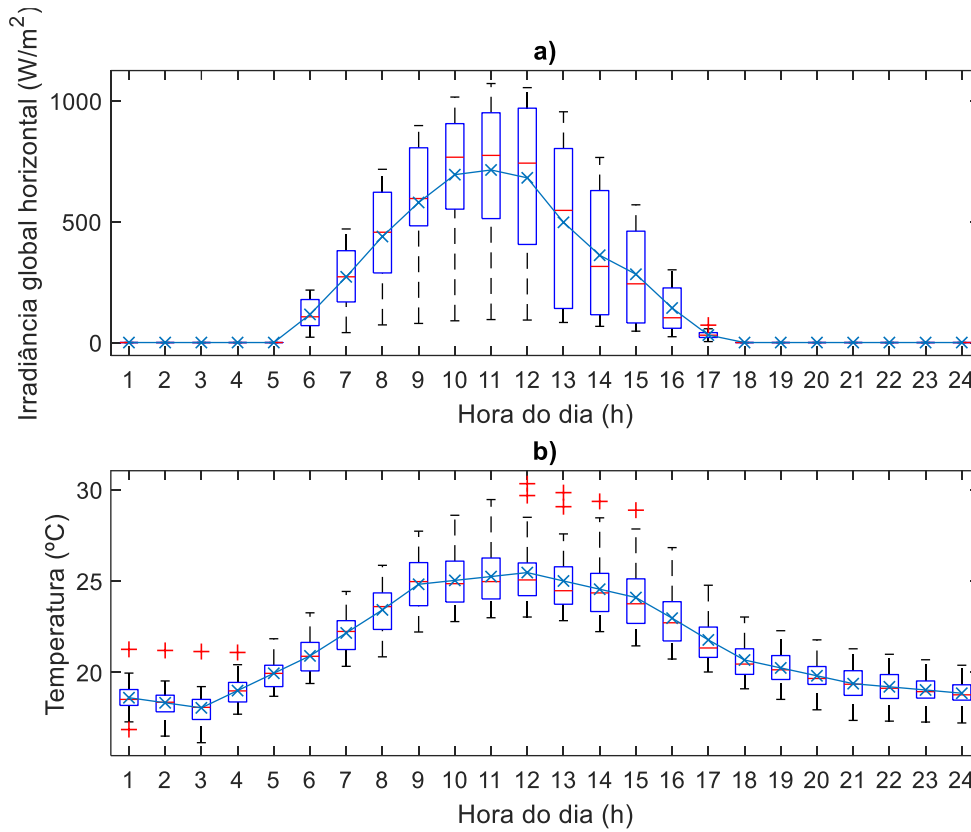 a)
Irradiância global horizontal (W/m²)
1000
500
0
1 2 3 4 5 6 7 8 9 10 11 12 13 14 15 16 17 18 19 20 21 22 23 24
Hora do dia (h)
b)
Temperatura (ºC)
30
25
20
1 2 3 4 5 6 7 8 9 10 11 12 13 14 15 16 17 18 19 20 21 22 23 24
Hora do dia (h)